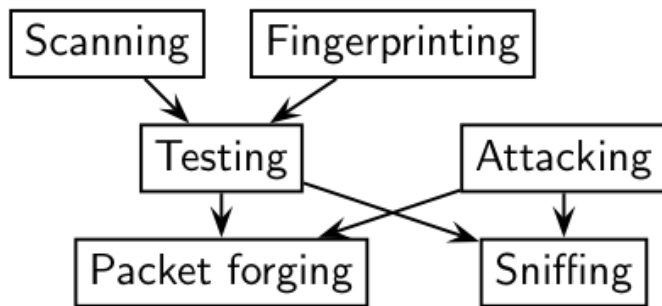 Scanning
Fingerprinting
Testing
Attacking
Packet forging
Sniffing